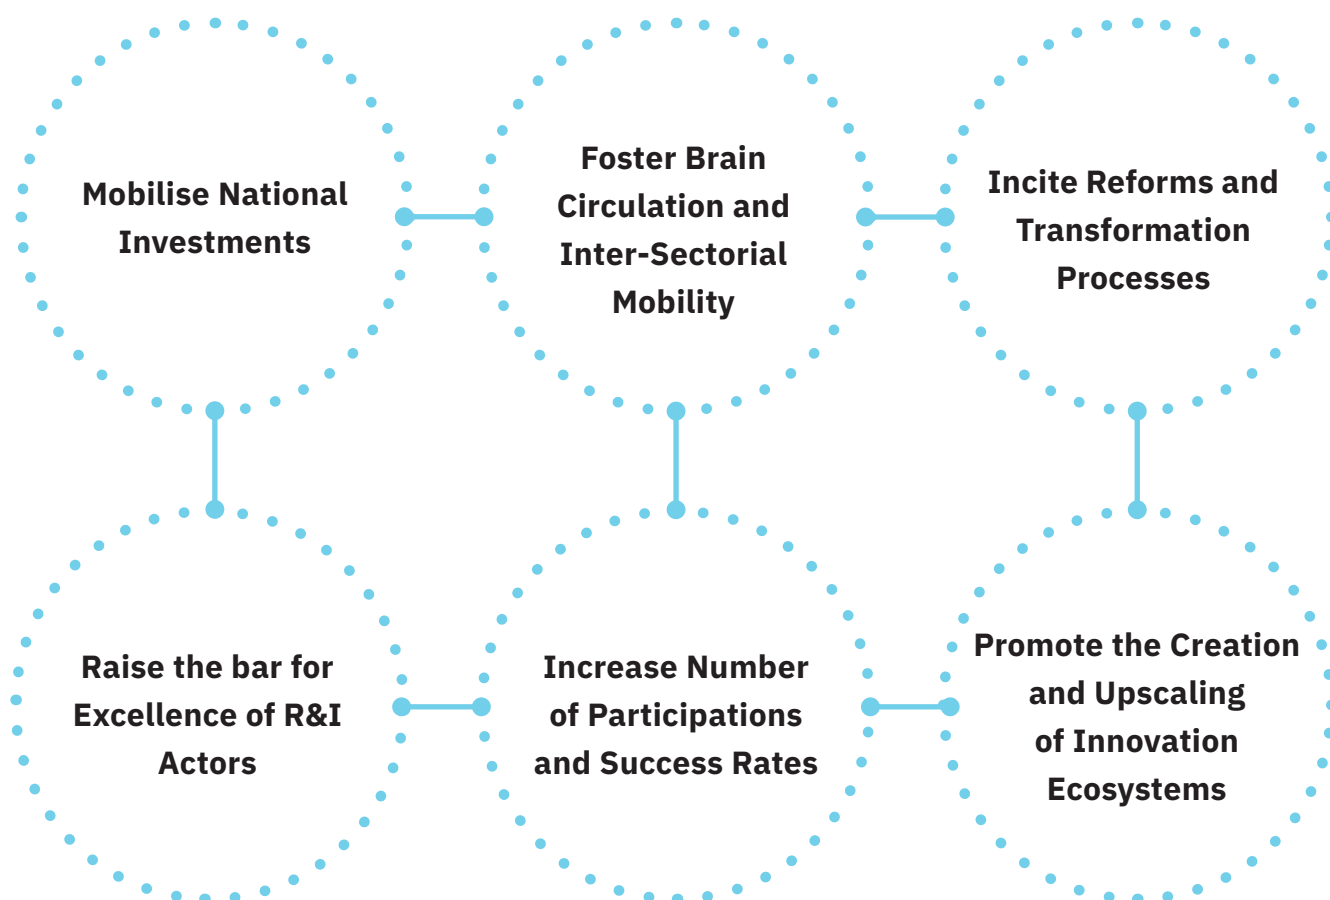 Mobilise National
Investments
Foster Brain
Circulation and
Inter-Sectorial
Mobility
Incite Reforms and
Transformation
Processes
Raise the bar for
Excellence of R&I
Actors
Increase Number
of Participations
and Success Rates
Promote the Creation
and Upscaling
of Innovation
Ecosystems